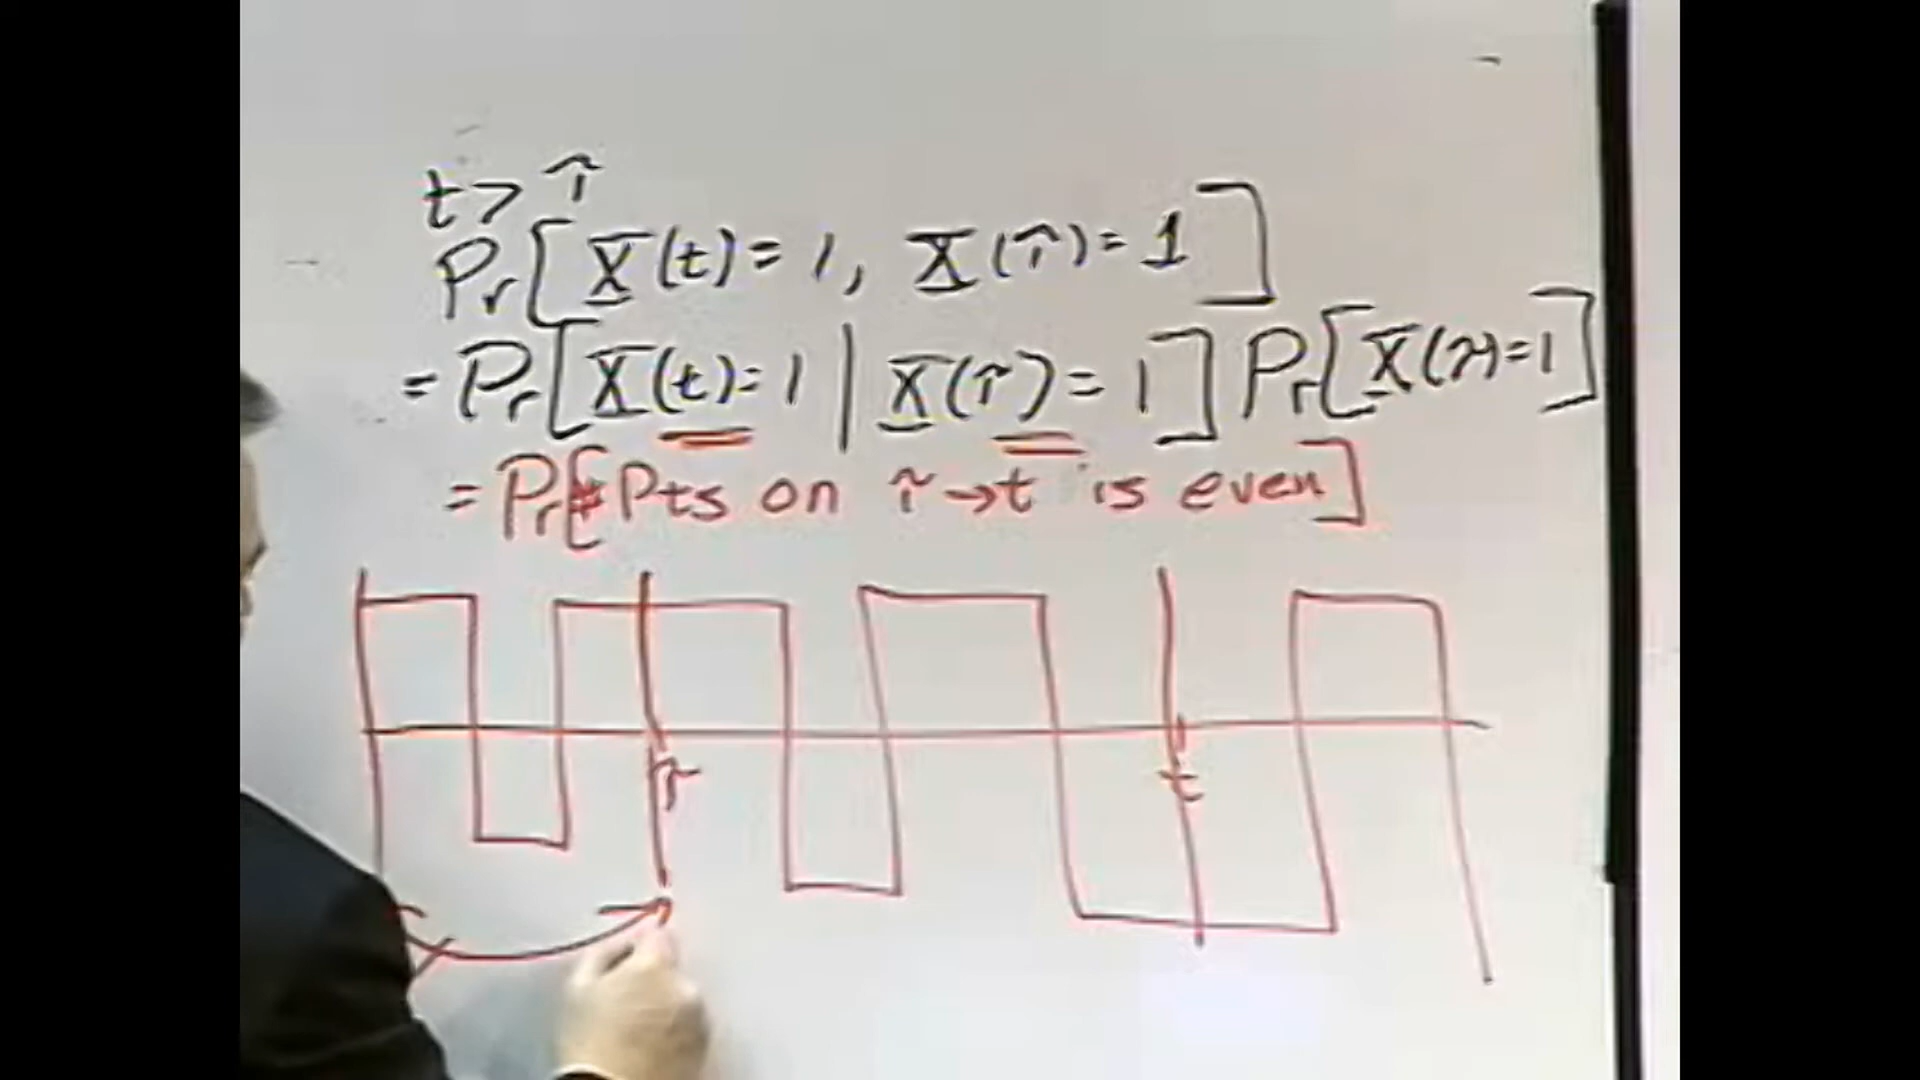 t > τ
Pr[X(t)=1, X(τ)=1]
=Pr[X(t)=1 | X(τ)=1] Pr[X(τ)=1]
=Pr[#Pts on τ→t is even]
τ
t